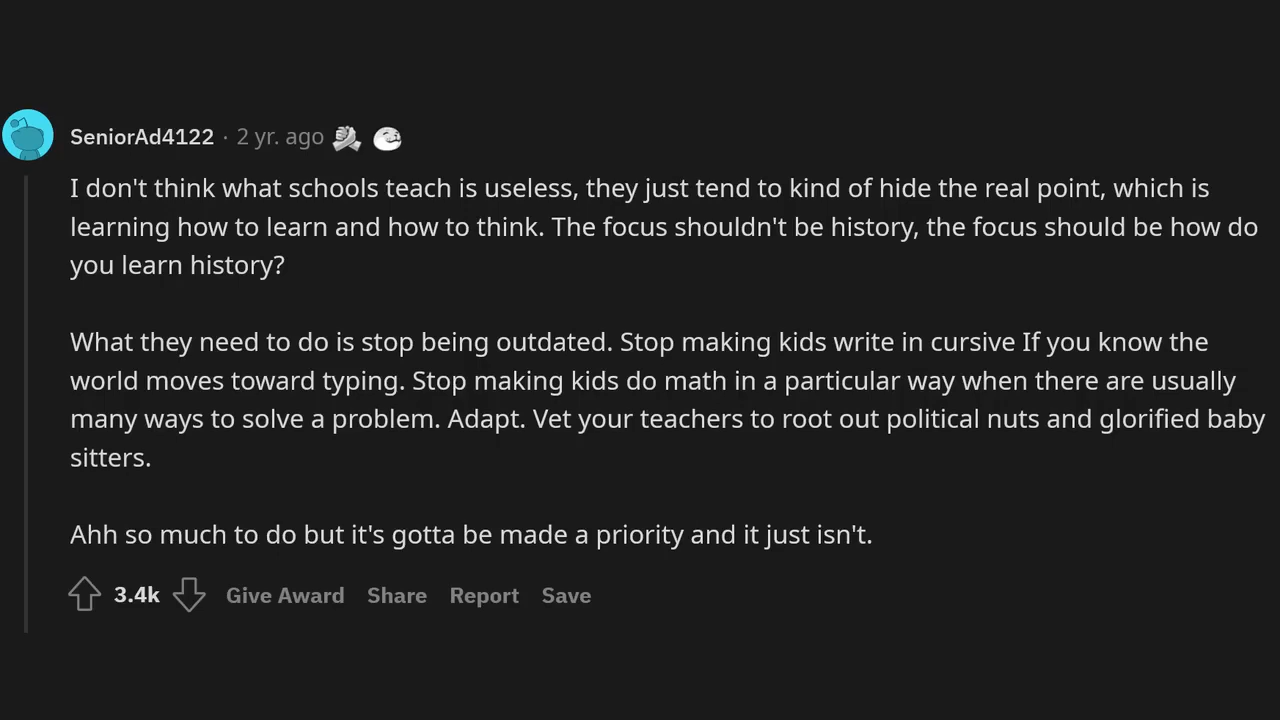 SeniorAd4122 · 2 yr. ago
I don't think what schools teach is useless, they just tend to kind of hide the real point, which is
learning how to learn and how to think. The focus shouldn't be history, the focus should be how do
you learn history?
What they need to do is stop being outdated. Stop making kids write in cursive If you know the
world moves toward typing. Stop making kids do math in a particular way when there are usually
many ways to solve a problem. Adapt. Vet your teachers to root out political nuts and glorified baby
sitters.
Ahh so much to do but it's gotta be made a priority and it just isn't.
3.4k Give Award Share Report Save